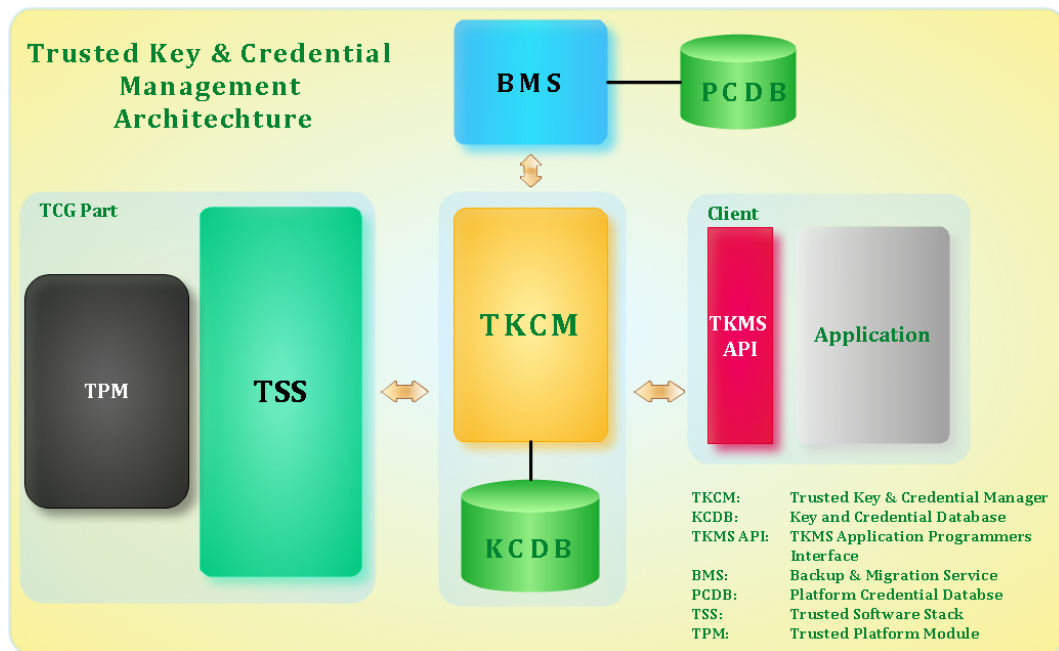 Trusted Key & Credential
Management
Architechture
BMS
PCDB
TCG Part
TPM
TSS
TKCM
KCDB
Client
TKMS
API
Application
TKCM: Trusted Key & Credential Manager
KCDB: Key and Credential Database
TKMS API: TKMS Application Programmers
Interface
BMS: Backup & Migration Service
PCDB: Platform Credential Databse
TSS: Trusted Software Stack
TPM: Trusted Platform Module